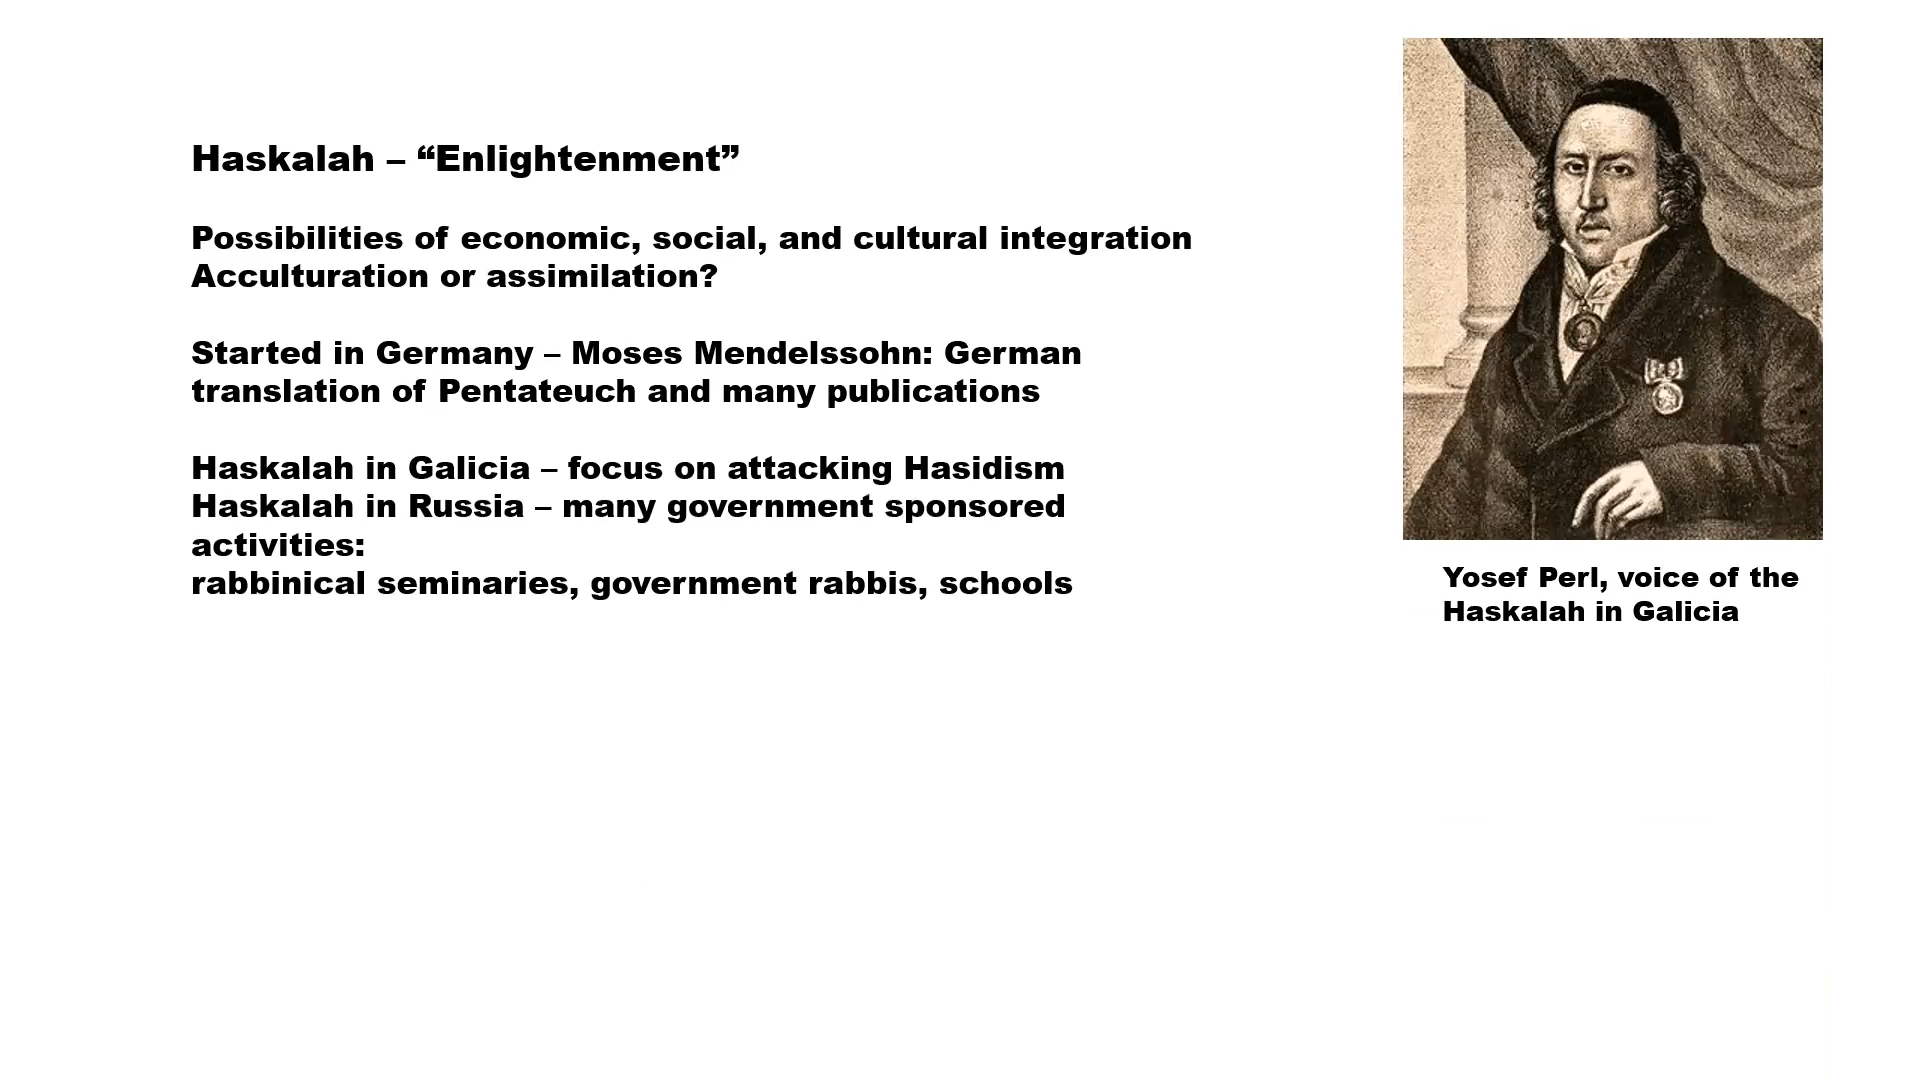 Haskalah – “Enlightenment”
Possibilities of economic, social, and cultural integration
Acculturation or assimilation?
Started in Germany – Moses Mendelssohn: German
translation of Pentateuch and many publications
Haskalah in Galicia – focus on attacking Hasidism
Haskalah in Russia – many government sponsored
activities:
rabbinical seminaries, government rabbis, schools
Yosef Perl, voice of the
Haskalah in Galicia